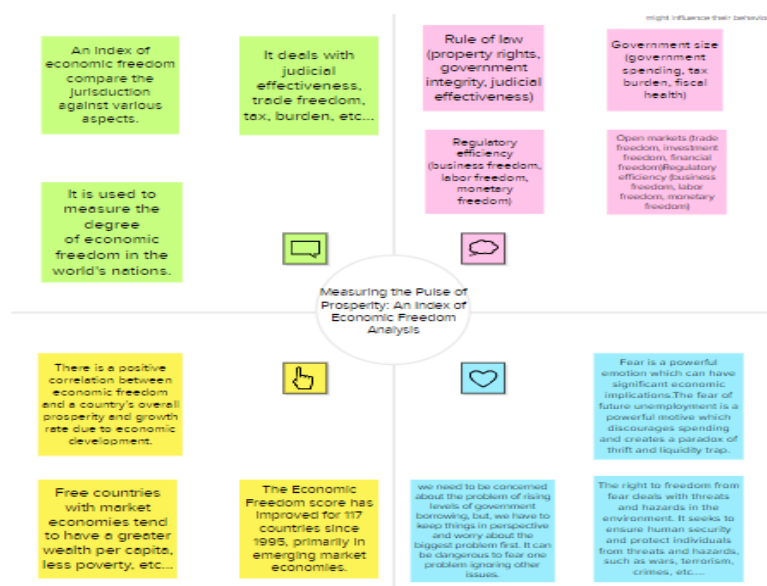 might influence their behavio
An Index of
economic freedom
compare the
jurisduction
against various
aspects.
It deals with
judicial
effectiveness,
trade freedom,
tax, burden, etc...
It is used to
measure the
degree
of economic
freedom in the
world's nations.
Rule of law
(property rights,
government
integrity, judicial
effectiveness)
Government size
(government
spending, tax
burden, fiscal
health)
Regulatory
efficiency
(business freedom,
labor freedom,
monetary
freedom)
Open markets (trade
freedom, investment
freedom, financial
freedom)Regulatory
efficiency (business
freedom, labor
freedom, monetary
freedom)
Measuring the Pulse of
Prosperity: An Index of
Economic Freedom
Analysis
There is a positive
correlation between
economic freedom
and a country's overall
prosperity and growth
rate due to economic
development.
Free countries
with market
economies tend
to have a greater
wealth per capita,
less poverty, etc...
The Economic
Freedom score has
improved for 117
countries since
1995, primarily in
emerging market
economies.
Fear is a powerful
emotion which can have
significant economic
implications.The fear of
future unemployment is a
powerful motive which
discourages spending
and creates a paradox of
thrift and liquidity trap.
we need to be concerned
about the problem of rising
levels of government
borrowing, but, we have to
keep things in perspective
and worry about the
biggest problem first. It can
be dangerous to fear one
problem ignoring other
issues.
The right to freedom from
fear deals with threats
and hazards in the
environment. It seeks to
ensure human security
and protect individuals
from threats and hazards,
such as wars, terrorism,
crimes, etc....